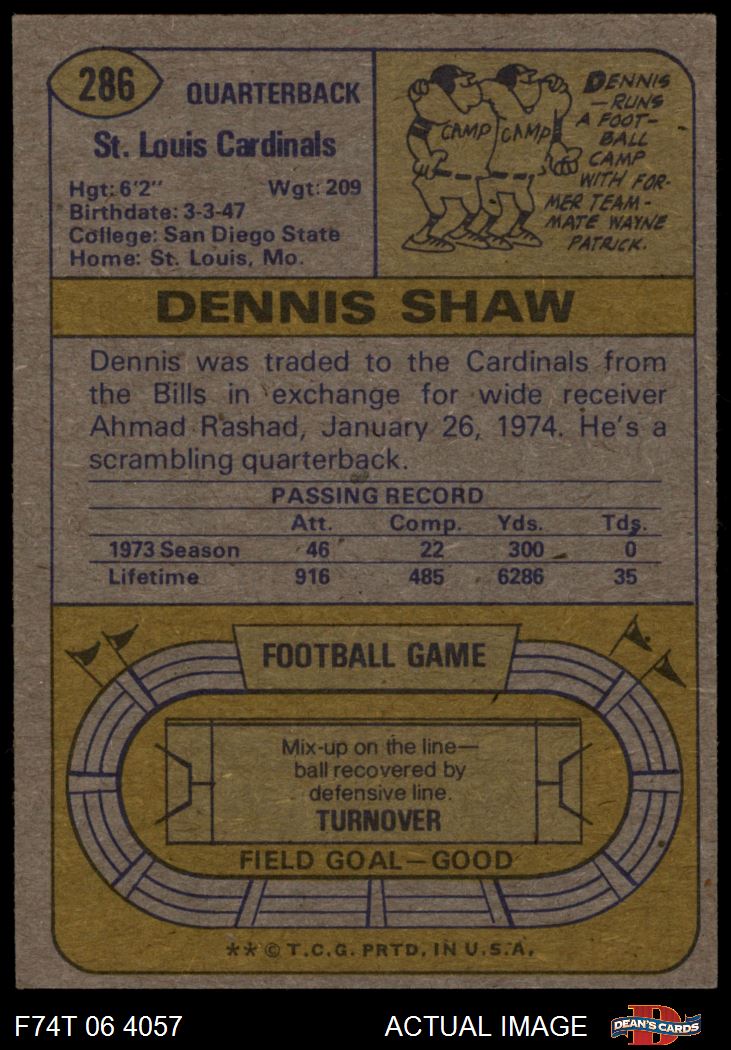 286
QUARTERBACK
St. Louis Cardinals
Hgt: 6'2" Wgt: 209
Birthdate: 3-3-47
College: San Diego State
Home: St. Louis, Mo.
CAMP CAMP
DENNIS
—RUNS
A FOOT-
BALL
CAMP
WITH FOR-
MER TEAM-
MATE WAYNE
PATRICK.
DENNIS SHAW
Dennis was traded to the Cardinals from
the Bills in exchange for wide receiver
Ahmad Rashad, January 26, 1974. He's a
scrambling quarterback.
PASSING RECORD
Att. Comp. Yds. Tds.
1973 Season 46 22 300 0
Lifetime 916 485 6286 35
FOOTBALL GAME
Mix-up on the line—
ball recovered by
defensive line.
TURNOVER
FIELD GOAL—GOOD
** © T.C.G. PRTD. IN U.S.A.
F74T 06 4057 ACTUAL IMAGE
D
DEAN'S CARDS